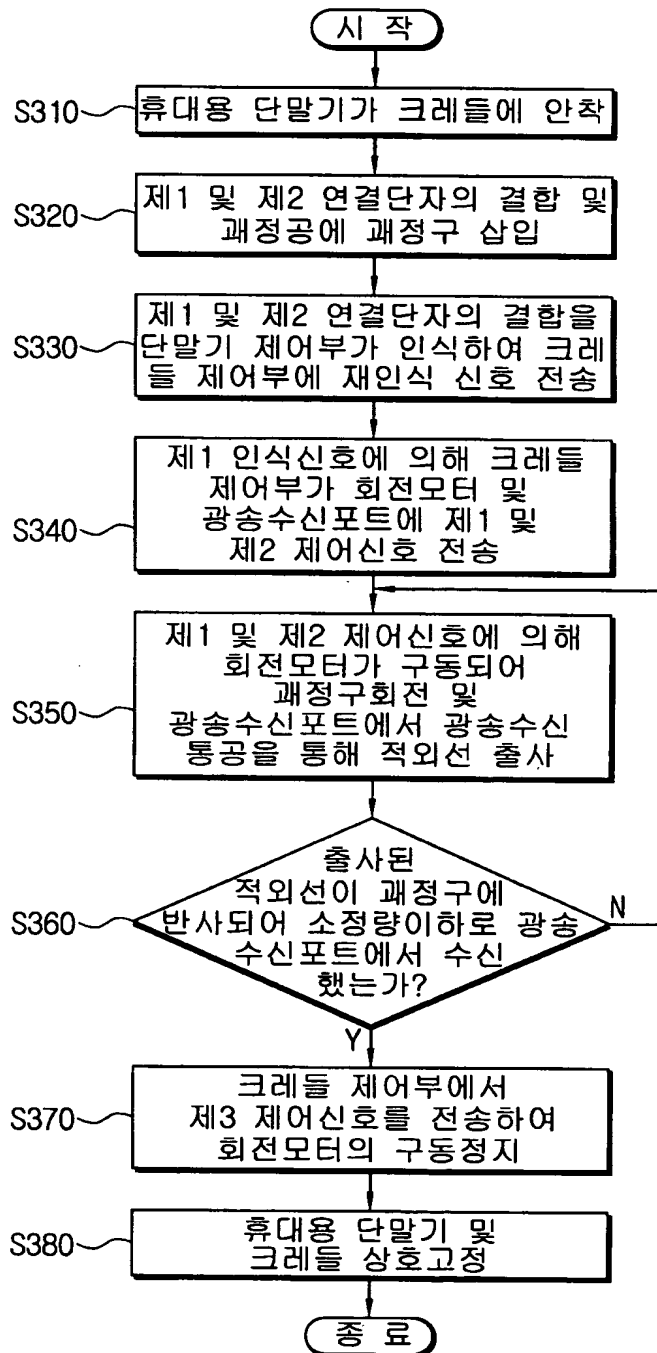 시 작
S310
휴대용 단말기가 크레들에 안착
S320
제1 및 제2 연결단자의 결합 및
괘정공에 괘정구 삽입
S330
제1 및 제2 연결단자의 결합을
단말기 제어부가 인식하여 크레
들 제어부에 재인식 신호 전송
S340
제1 인식신호에 의해 크레들
제어부가 회전모터 및
광송수신포트에 제1 및
제2 제어신호 전송
S350
제1 및 제2 제어신호에 의해
회전모터가 구동되어
괘정구회전 및
광송수신포트에서 광송수신
통공을 통해 적외선 출사
S360
출사된
적외선이 괘정구에
반사되어 소정량이하로 광송
수신포트에서 수신
했는가?
N
Y
S370
크레들 제어부에서
제3 제어신호를 전송하여
회전모터의 구동정지
S380
휴대용 단말기 및
크레들 상호고정
종 료